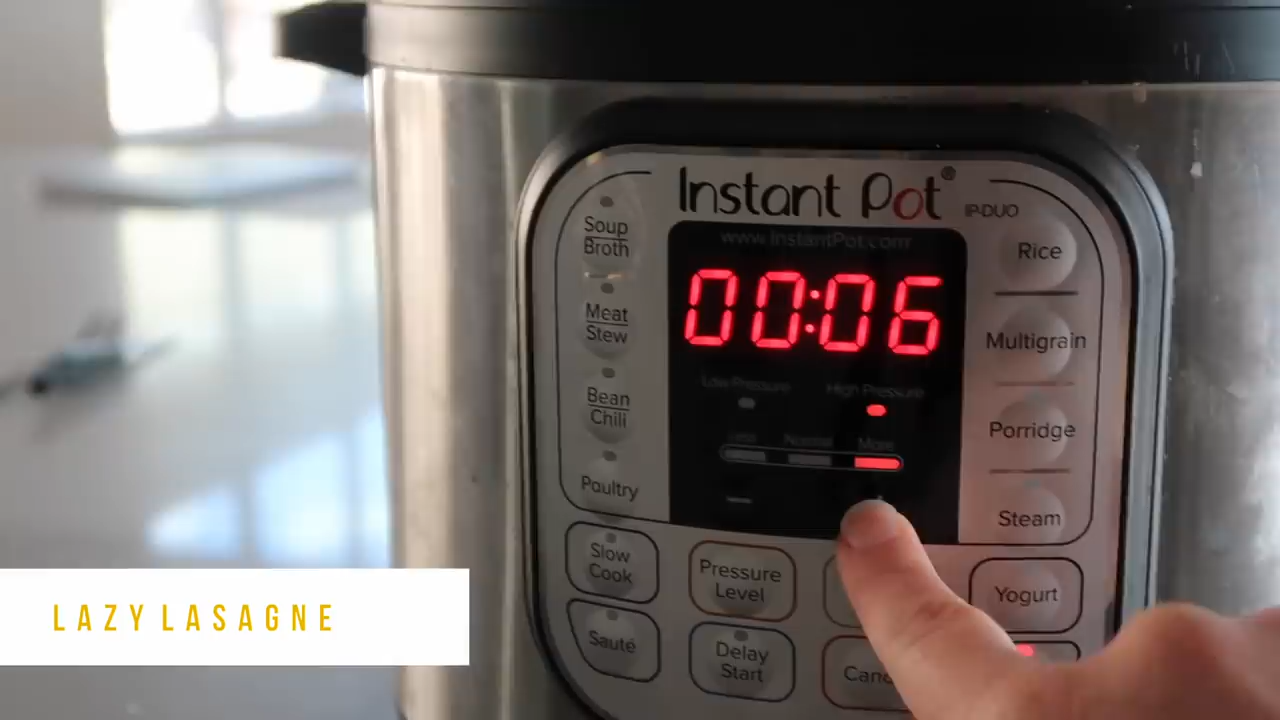 Instant Pot®
IP-DUO
www.InstantPot.com
00:06
Low Pressure
High Pressure
Less
Normal
More
Soup
Broth
Meat
Stew
Bean
Chili
Poultry
Slow
Cook
Sauté
Pressure
Level
Delay
Start
Rice
Multigrain
Porridge
Steam
Yogurt
LAZY LASAGNE